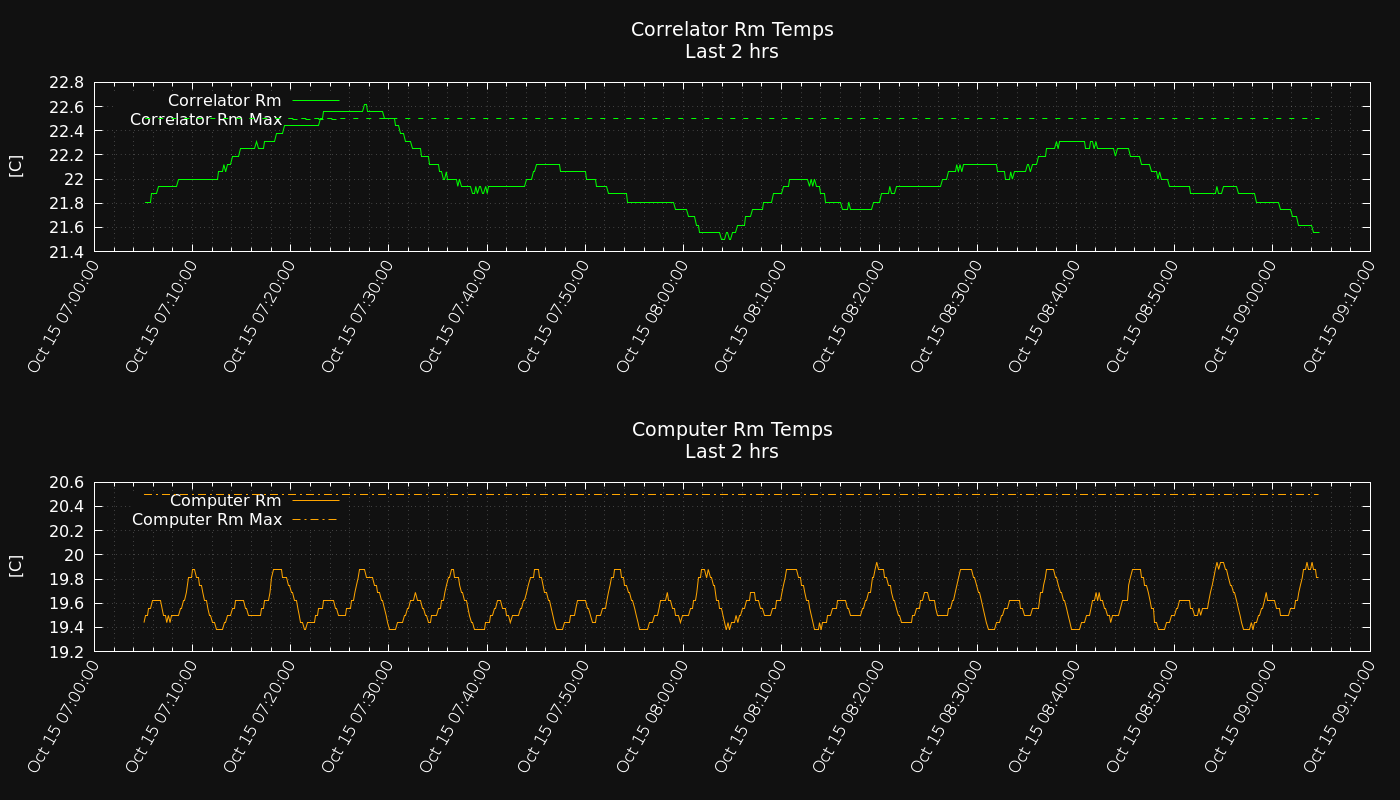 Correlator Rm Temps
Last 2 hrs
22.8
22.6
22.4
22.2
22
21.8
21.6
21.4
[C]
Correlator Rm
Correlator Rm Max
Oct 15 07:00:00
Oct 15 07:10:00
Oct 15 07:20:00
Oct 15 07:30:00
Oct 15 07:40:00
Oct 15 07:50:00
Oct 15 08:00:00
Oct 15 08:10:00
Oct 15 08:20:00
Oct 15 08:30:00
Oct 15 08:40:00
Oct 15 08:50:00
Oct 15 09:00:00
Oct 15 09:10:00
Computer Rm Temps
Last 2 hrs
20.6
20.4
20.2
20
19.8
19.6
19.4
19.2
[C]
Computer Rm
Computer Rm Max
Oct 15 07:00:00
Oct 15 07:10:00
Oct 15 07:20:00
Oct 15 07:30:00
Oct 15 07:40:00
Oct 15 07:50:00
Oct 15 08:00:00
Oct 15 08:10:00
Oct 15 08:20:00
Oct 15 08:30:00
Oct 15 08:40:00
Oct 15 08:50:00
Oct 15 09:00:00
Oct 15 09:10:00